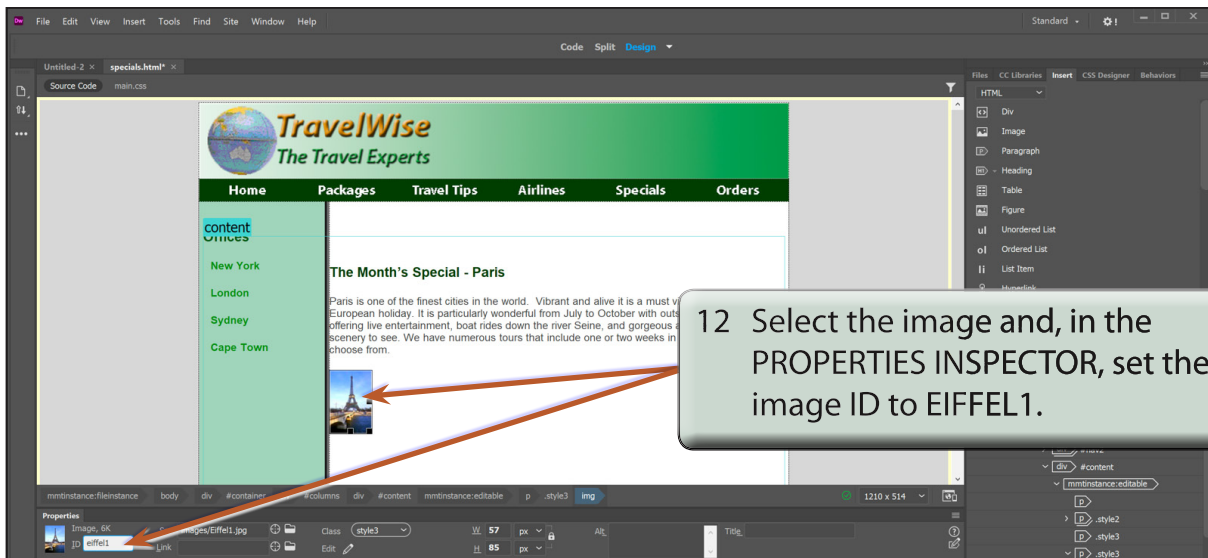 Dw File Edit View Insert Tools Find Site Window Help Standard
Code Split Design
Untitled-2 × specials.html* ×
Files CC Libraries Insert CSS Designer Behaviors
Source Code main.css
HTML
Div
Image
Paragraph
Heading
Table
Figure
ul Unordered List
ol Ordered List
li List Item
Hyperlink
TravelWise
The Travel Experts
Home Packages Travel Tips Airlines Specials Orders
content
Offices
New York
London
Sydney
Cape Town
The Month's Special - Paris
Paris is one of the finest cities in the world. Vibrant and alive it is a must
European holiday. It is particularly wonderful from July to October with
offering live entertainment, boat rides down the river Seine, and gorgeous
scenery to see. We have numerous tours that include one or two weeks in
choose from.
12 Select the image and, in the
PROPERTIES INSPECTOR, set the
image ID to EIFFEL1.
div #nav2
div #content
mmtinstance:editable
p
p .style2
p .style3
p .style3
mmtinstance:fileinstance body div #container #columns div #content mmtinstance:editable p .style3 img 1210 x 514
Properties
Image, 6K /Eiffel1.jpg Class style3 W 57 px Alt Title
ID eiffel1 Link Edit H 85 px